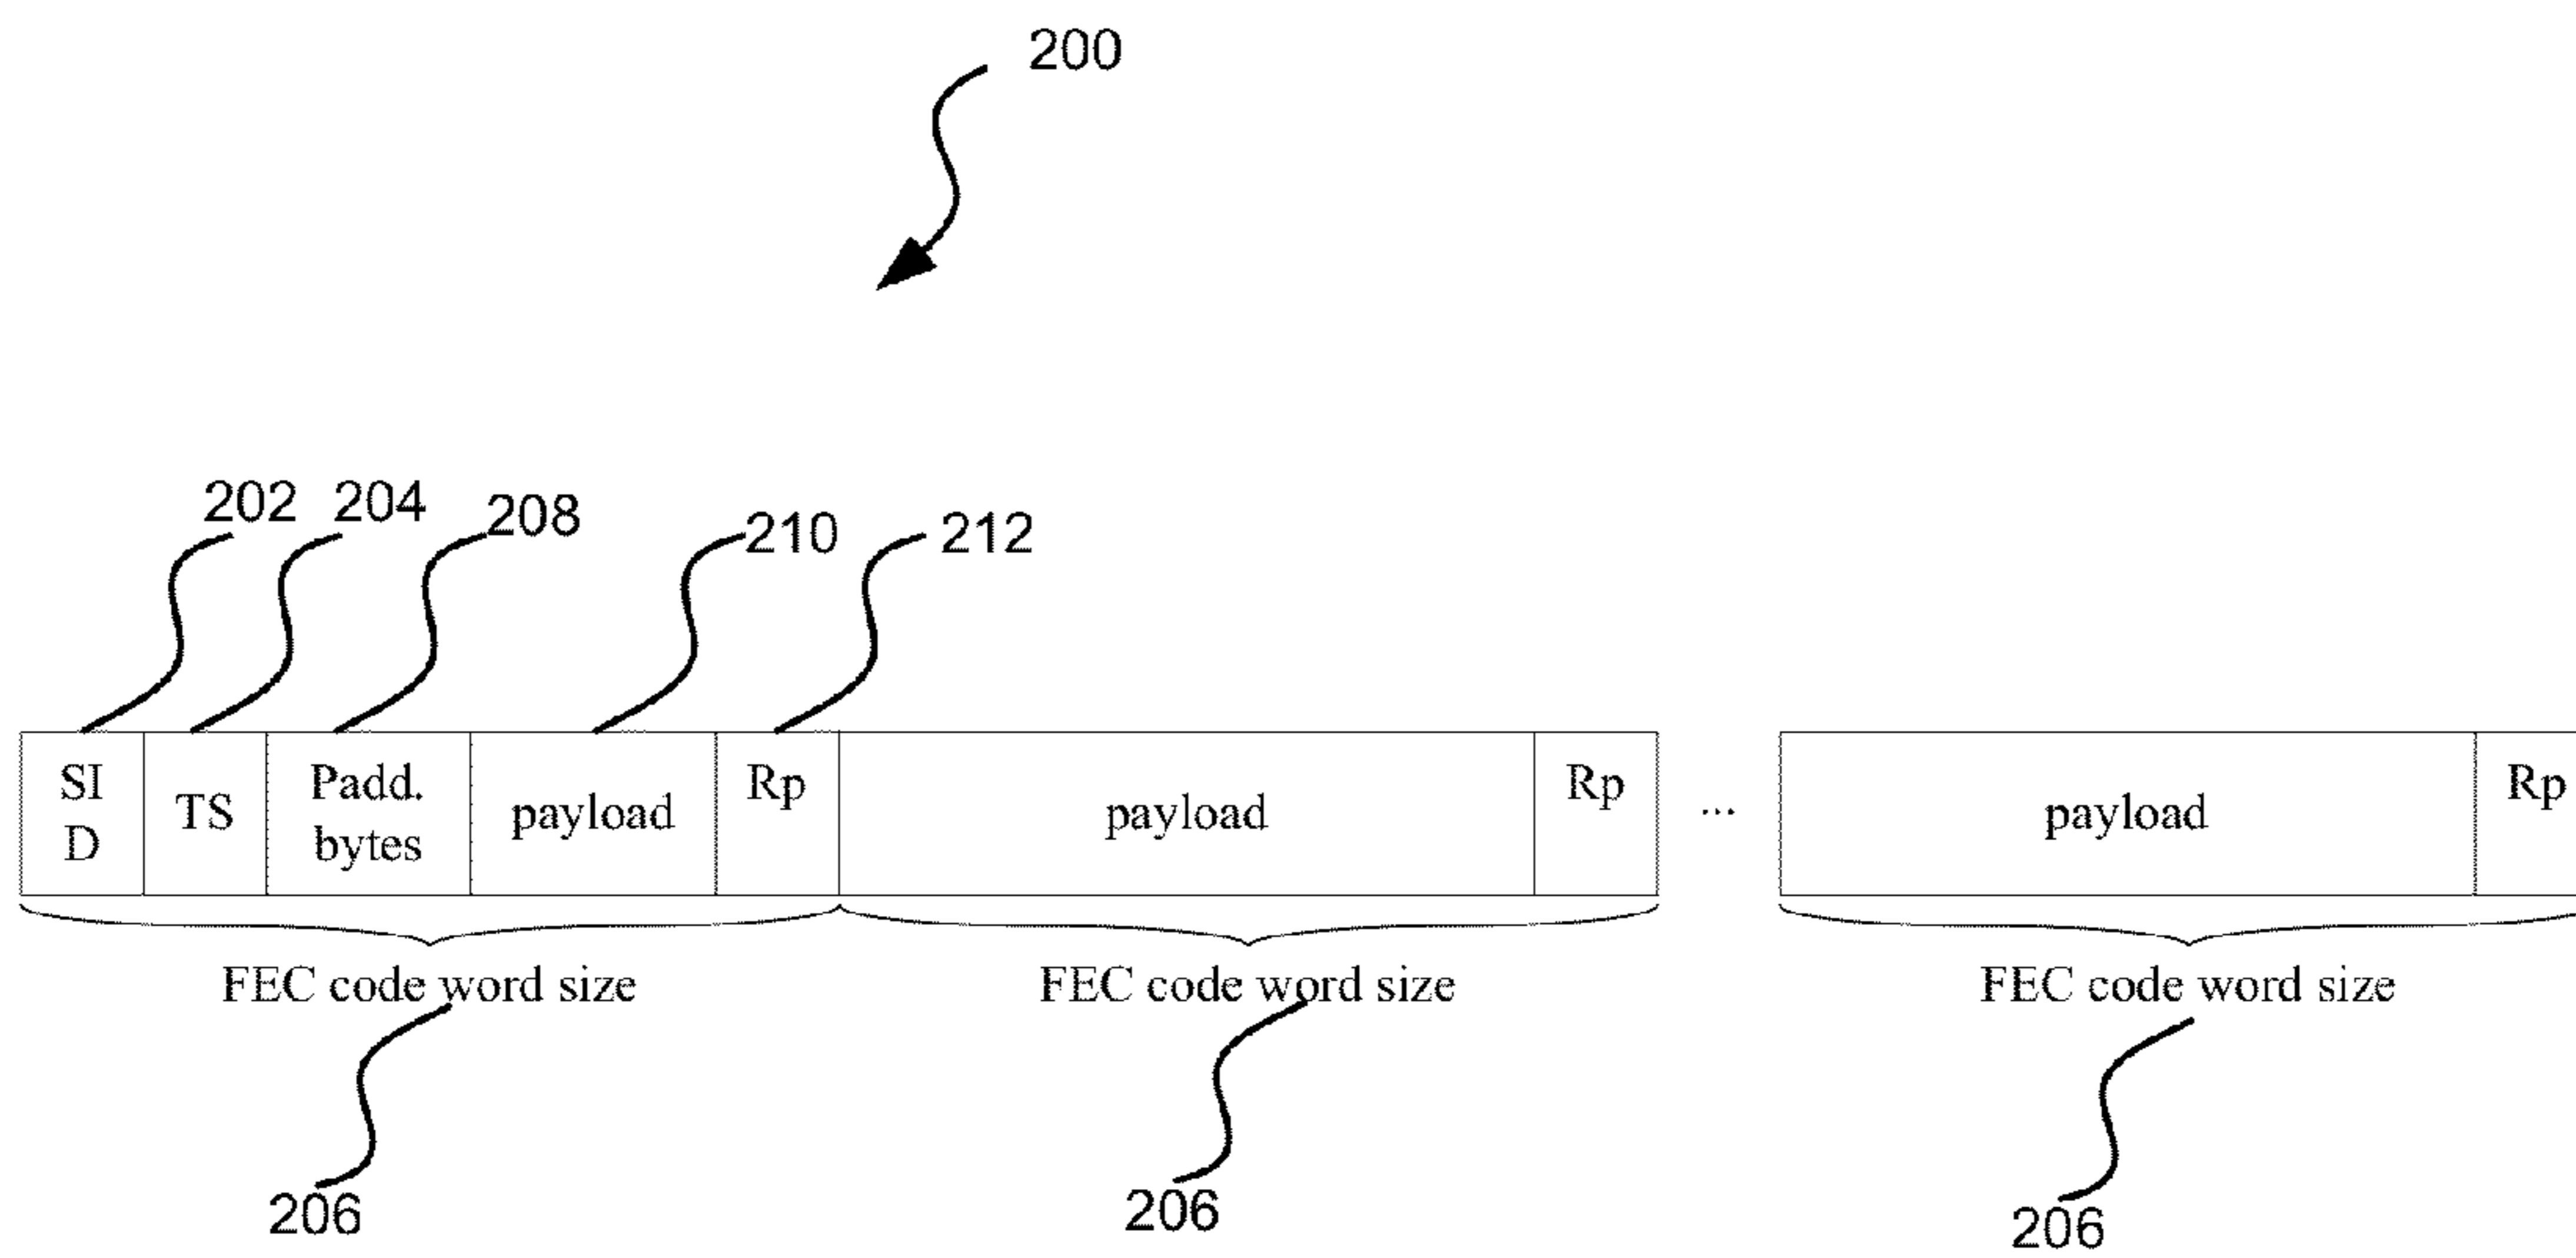 200
202 204 208 210 212
SI D TS Padd. bytes payload Rp payload Rp ... payload Rp
FEC code word size FEC code word size FEC code word size
206 206 206